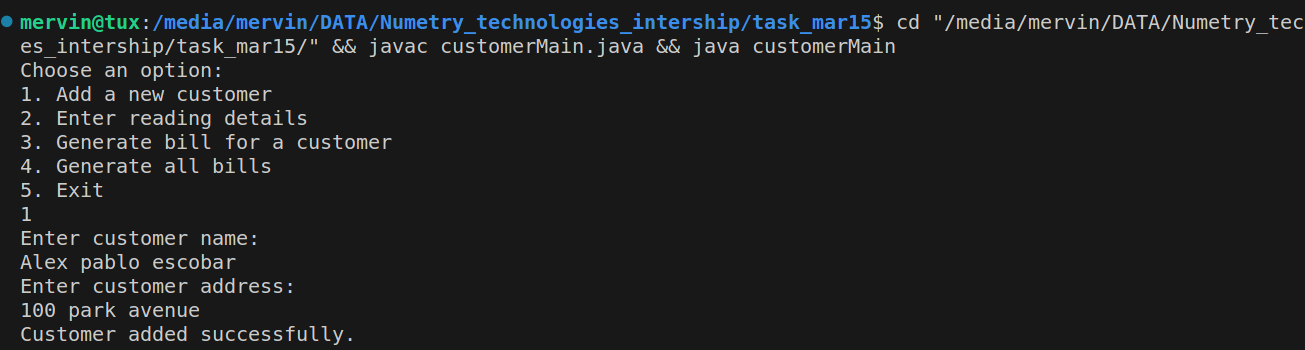 mervin@tux:/media/mervin/DATA/Numetry_technologies_intership/task_mar15$ cd "/media/mervin/DATA/Numetry_tec
es_intership/task_mar15/" && javac customerMain.java && java customerMain
Choose an option:
1. Add a new customer
2. Enter reading details
3. Generate bill for a customer
4. Generate all bills
5. Exit
1
Enter customer name:
Alex pablo escobar
Enter customer address:
100 park avenue
Customer added successfully.